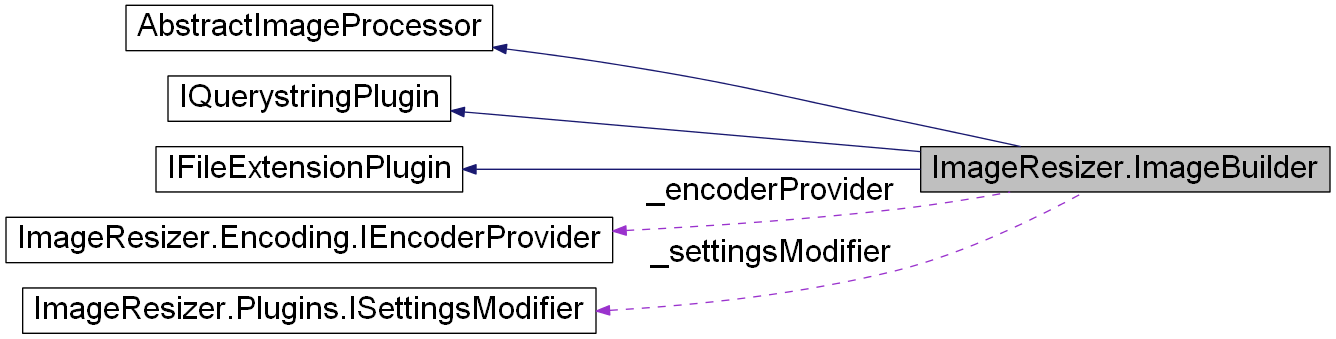 AbstractImageProcessor
IQuerystringPlugin
IFileExtensionPlugin
ImageResizer.ImageBuilder
_encoderProvider
ImageResizer.Encoding.IEncoderProvider
_settingsModifier
ImageResizer.Plugins.ISettingsModifier